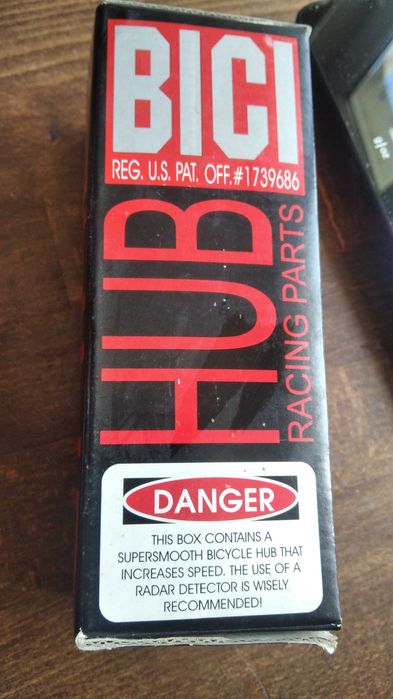 BICI
REG. U.S. PAT. OFF.#1739686
HUB
RACING PARTS
DANGER
THIS BOX CONTAINS A
SUPERSMOOTH BICYCLE HUB THAT
INCREASES SPEED. THE USE OF A
RADAR DETECTOR IS WISELY
RECOMMENDED!
g/oz